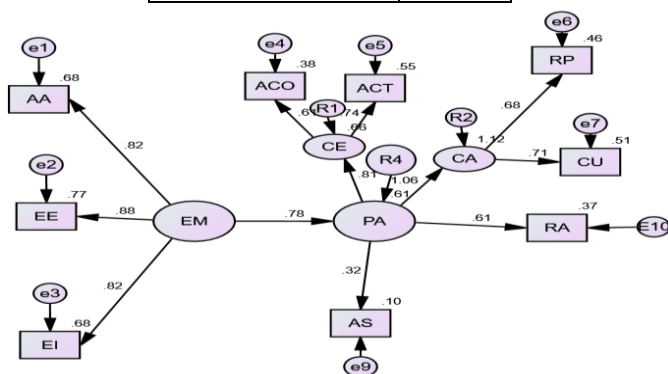 e6
e1
e4
e5
.46
.38
.55
RP
.68
ACO
ACT
AA
R1
.68
R2
e7
.61
.74
.66
1.12
.51
CE
R4
CA
.71
CU
.82
e2
.81
1.06
.77
.61
.37
EE
.88
EM
.78
PA
.61
RA
E10
.82
e3
.32
.10
.68
AS
EI
e9